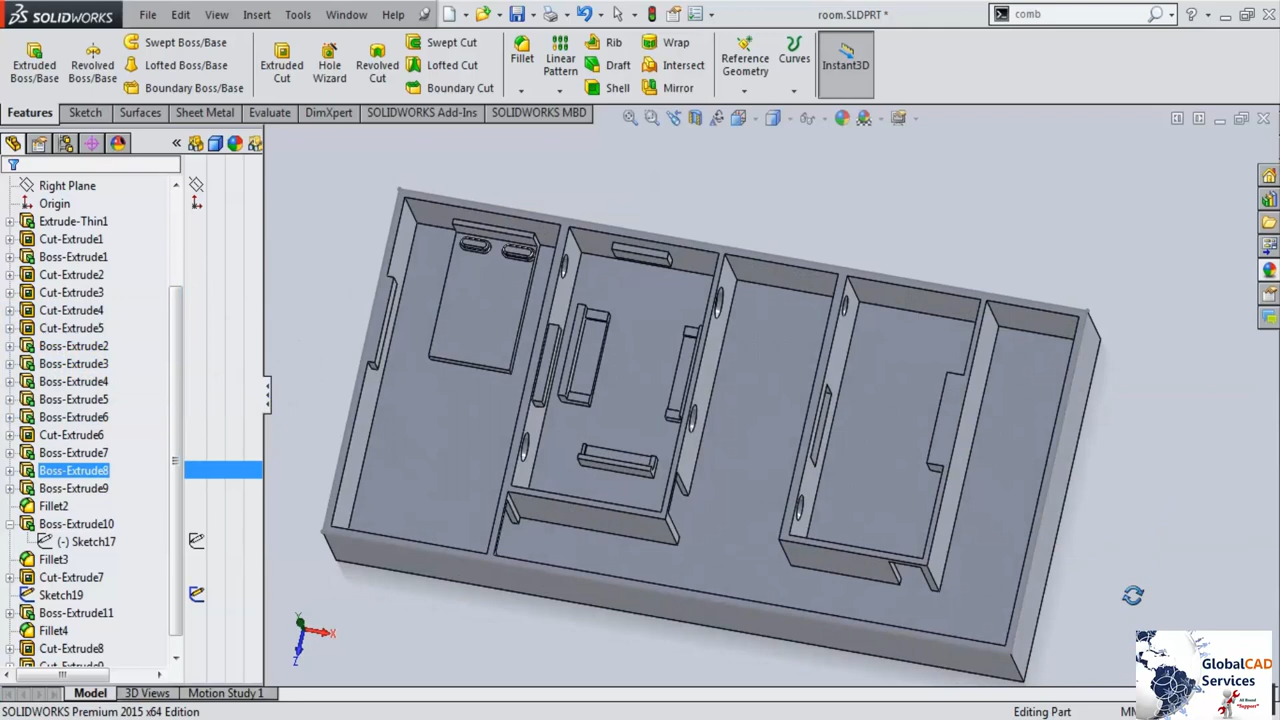 SOLIDWORKS File Edit View Insert Tools Window Help room.SLDPRT * comb
Extruded Boss/Base Revolved Boss/Base Swept Boss/Base Lofted Boss/Base Boundary Boss/Base Extruded Cut Hole Wizard Revolved Cut Swept Cut Lofted Cut Boundary Cut Fillet Linear Pattern Rib Draft Shell Wrap Intersect Mirror Reference Geometry Curves Instant3D
Features Sketch Surfaces Sheet Metal Evaluate DimXpert SOLIDWORKS Add-Ins SOLIDWORKS MBD
Right Plane
Origin
Extrude-Thin1
Cut-Extrude1
Boss-Extrude1
Cut-Extrude2
Cut-Extrude3
Cut-Extrude4
Cut-Extrude5
Boss-Extrude2
Boss-Extrude3
Boss-Extrude4
Boss-Extrude5
Boss-Extrude6
Cut-Extrude6
Boss-Extrude7
Boss-Extrude8
Boss-Extrude9
Fillet2
Boss-Extrude10
(-) Sketch17
Fillet3
Cut-Extrude7
Sketch19
Boss-Extrude11
Fillet4
Cut-Extrude8
Y
X
Z
GlobalCAD
Services
Model 3D Views Motion Study 1
SOLIDWORKS Premium 2015 x64 Edition Editing Part